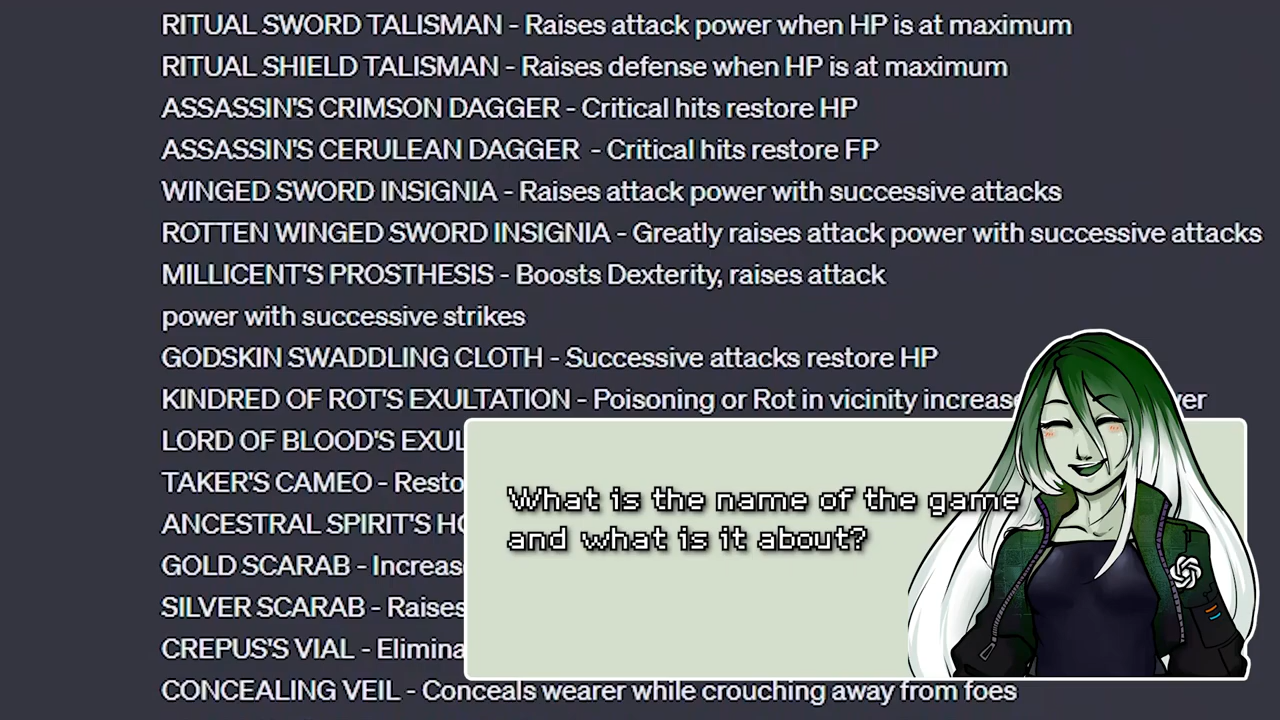 RITUAL SWORD TALISMAN - Raises attack power when HP is at maximum
RITUAL SHIELD TALISMAN - Raises defense when HP is at maximum
ASSASSIN'S CRIMSON DAGGER - Critical hits restore HP
ASSASSIN'S CERULEAN DAGGER - Critical hits restore FP
WINGED SWORD INSIGNIA - Raises attack power with successive attacks
ROTTEN WINGED SWORD INSIGNIA - Greatly raises attack power with successive attacks
MILLICENT'S PROSTHESIS - Boosts Dexterity, raises attack
power with successive strikes
GODSKIN SWADDLING CLOTH - Successive attacks restore HP
KINDRED OF ROT'S EXULTATION - Poisoning or Rot in vicinity
LORD OF BLOOD'S
TAKER'S CAMEO -
ANCESTRAL SPIRIT'S
GOLD SCARAB -
SILVER SCARAB - Raises
CREPUS'S VIAL -
CONCEALING VEIL - Conceals wearer while crouching away from foes
What is the name of the game
and what is it about?